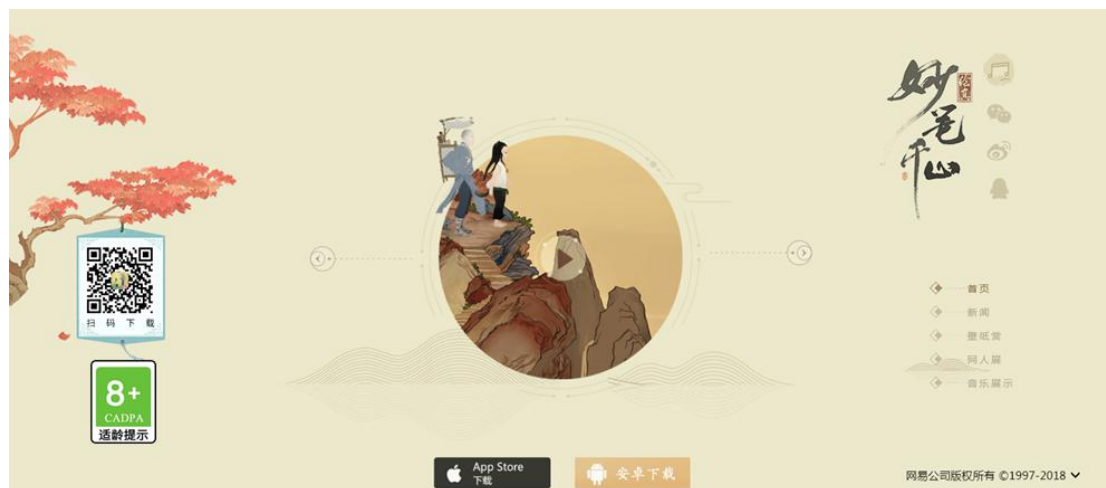 妙笔千山
扫码下载
8+
CADPA
适龄提示
首页
新闻
壁纸赏
同人展
音乐展示
App Store
下载
安卓下载
网易公司版权所有 ©1997-2018